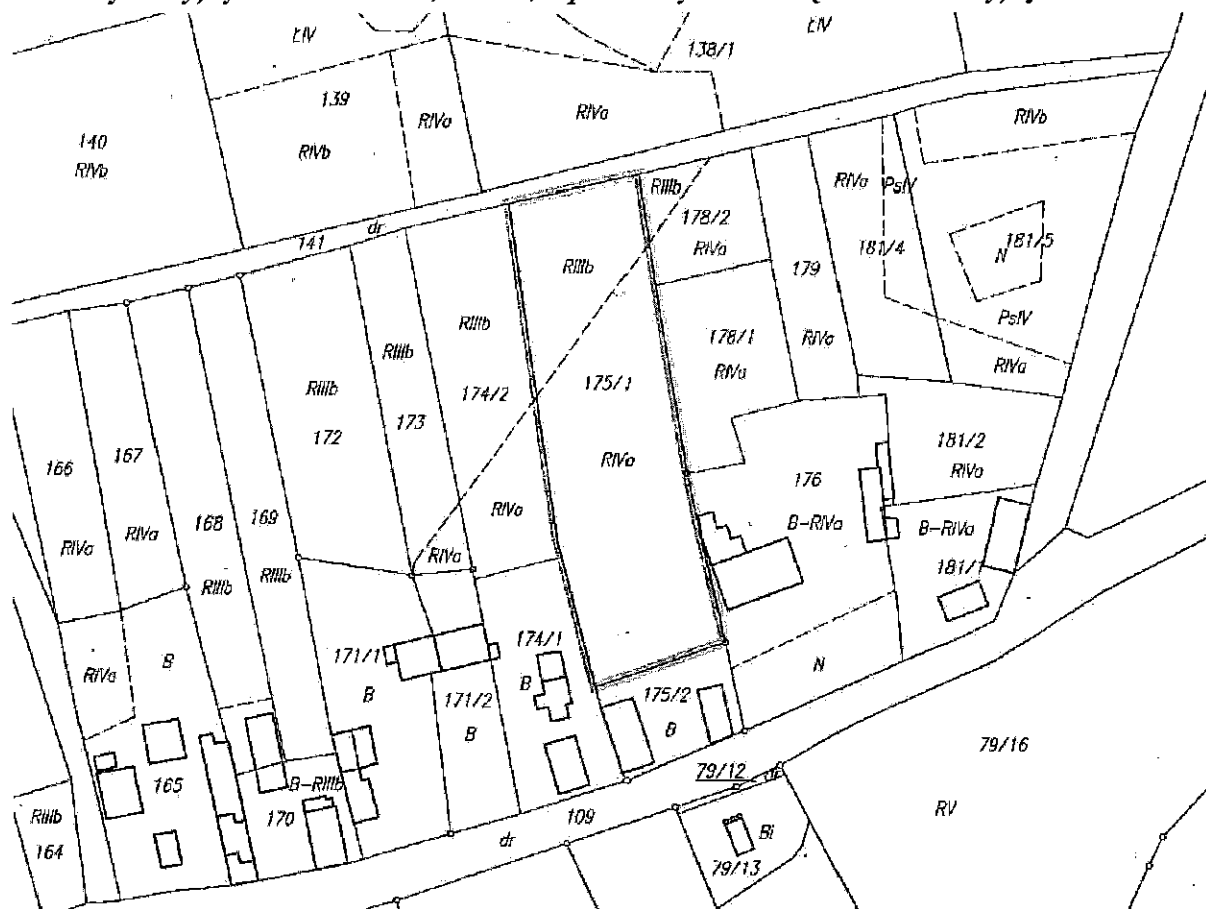 ŁIV
ŁIV
138/1
139
RIVa
RIVa
RIVb
140
RIVb
RIVb
RIIIb
178/2
RIVa
RIVa
PsIV
181/4
N
181/5
dr
141
179
RIIIb
RIIIb
RIIIb
RIIIb
178/1
RIVa
RIVa
PsIV
RIVa
172
173
174/2
175/1
166
167
168
169
RIVa
176
181/2
RIVa
RIVa
RIVa
RIIIb
RIIIb
RIVa
RIVa
B-RIVa
B-RIVa
181/1
RIVa
B
171/1
B
171/2
B
174/1
B
175/2
B
N
79/16
RV
165
B-RIIIb
170
RIIIb
164
109
dr
79/12
dr
Bi
79/13